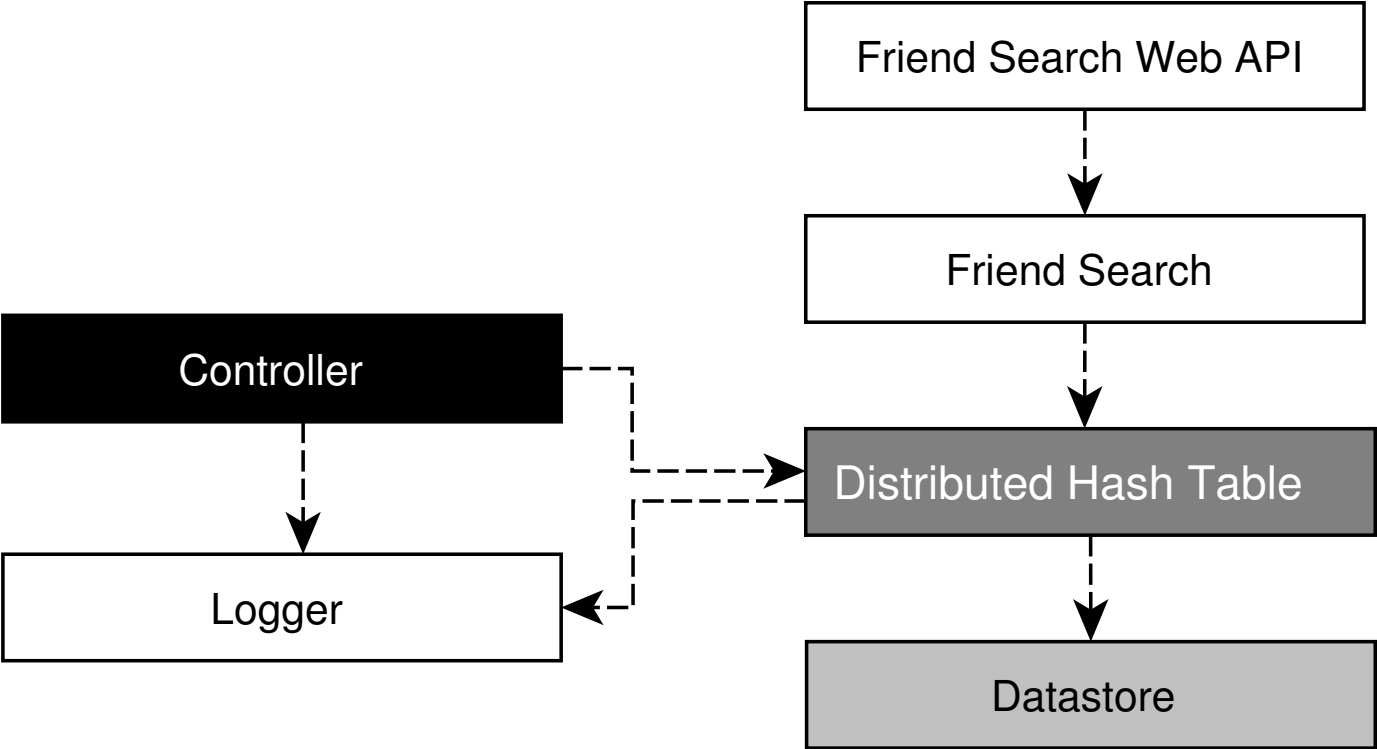 Friend Search Web API
Friend Search
Controller
Distributed Hash Table
Logger
Datastore